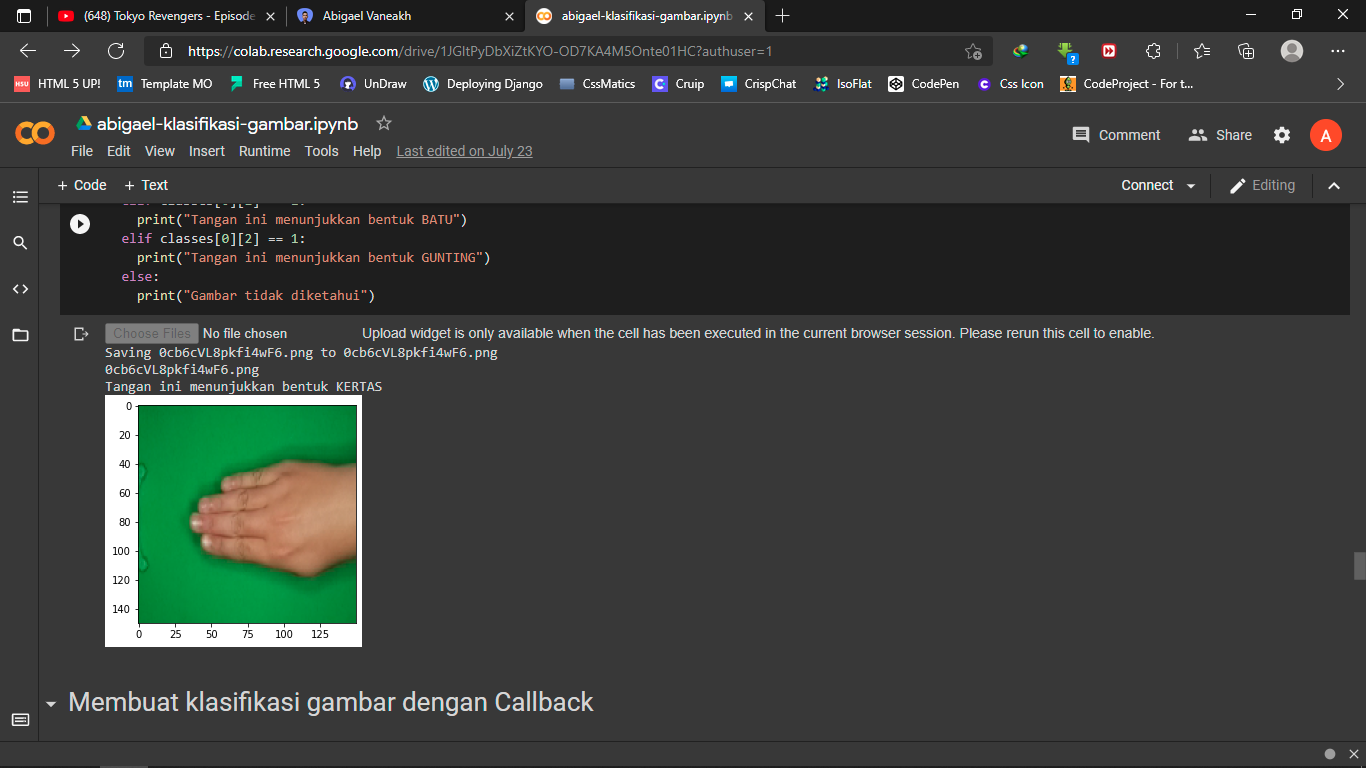 (648) Tokyo Revengers - Episode
Abigael Vaneakh
abigael-klasifikasi-gambar.ipynb
https://colab.research.google.com/drive/1JGltPyDbXiZtKYO-OD7KA4M5Onte01HC?authuser=1
HTML 5 UP!
tm Template MO
Free HTML 5
UnDraw
Deploying Django
CssMatics
Cruip
CrispChat
IsoFlat
CodePen
Css Icon
CodeProject - For t...
abigael-klasifikasi-gambar.ipynb
Comment
Share
A
File Edit View Insert Runtime Tools Help Last edited on July 23
+ Code + Text
Connect
Editing
print("Tangan ini menunjukkan bentuk BATU")
elif classes[0][2] == 1:
print("Tangan ini menunjukkan bentuk GUNTING")
else:
print("Gambar tidak diketahui")
Choose Files No file chosen Upload widget is only available when the cell has been executed in the current browser session. Please rerun this cell to enable.
Saving 0cb6cVL8pkfi4wF6.png to 0cb6cVL8pkfi4wF6.png
0cb6cVL8pkfi4wF6.png
Tangan ini menunjukkan bentuk KERTAS
0
20
40
60
80
100
120
140
0 25 50 75 100 125
Membuat klasifikasi gambar dengan Callback